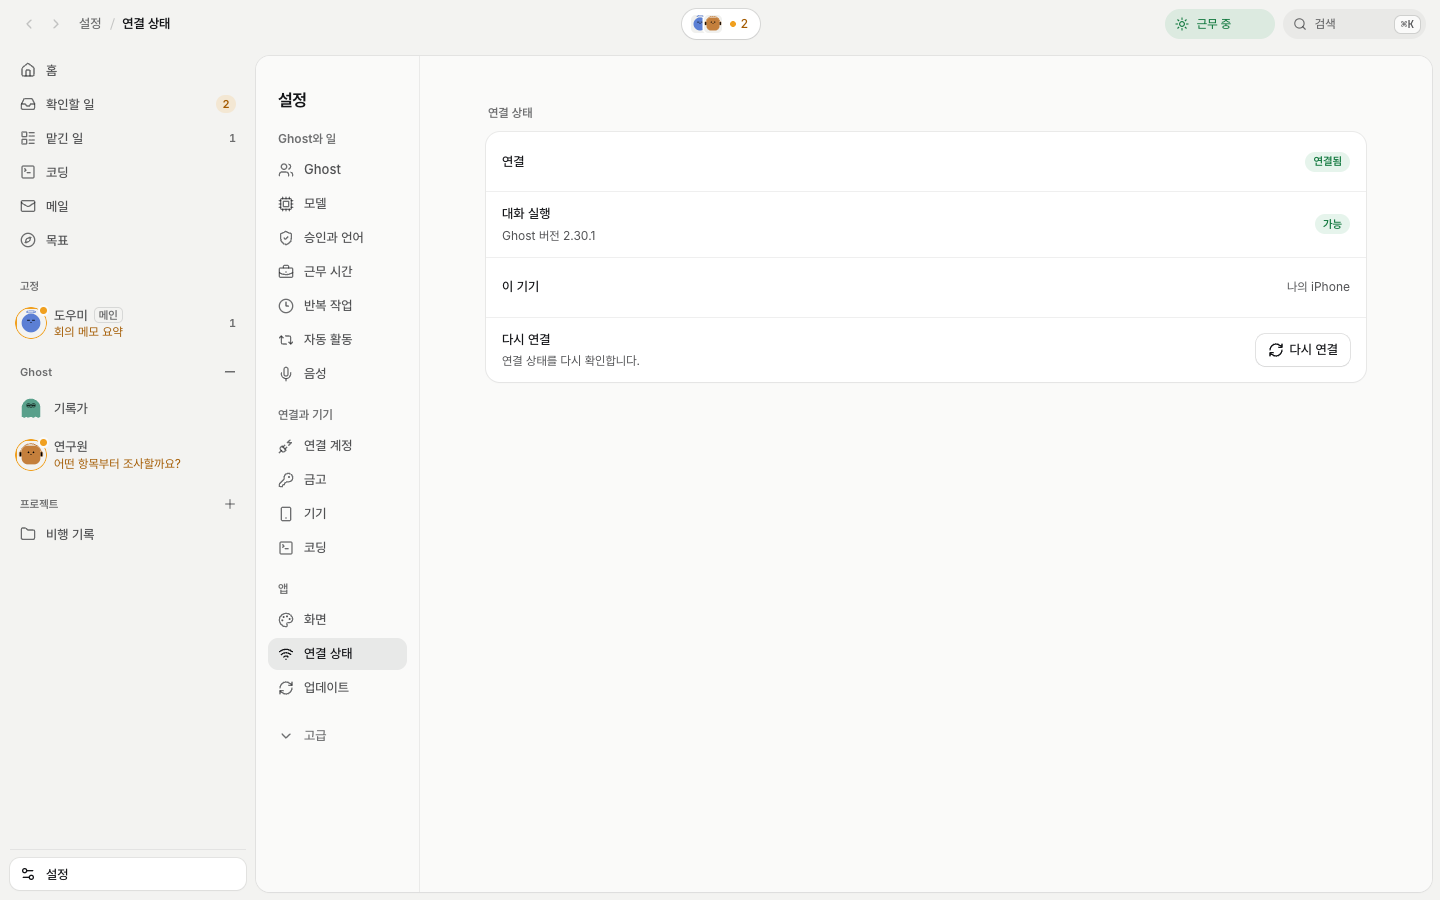 설정 / 연결 상태
2
근무 중
검색
⌘K
홈
확인할 일
2
맡긴 일
1
코딩
메일
목표
고정
도우미
메인
회의 메모 요약
1
Ghost
기록가
연구원
어떤 항목부터 조사할까요?
프로젝트
비행 기록
설정
설정
Ghost와 일
Ghost
모델
승인과 언어
근무 시간
반복 작업
자동 활동
음성
연결과 기기
연결 계정
금고
기기
코딩
앱
화면
연결 상태
업데이트
고급
연결 상태
연결
연결됨
대화 실행
Ghost 버전 2.30.1
가능
이 기기
나의 iPhone
다시 연결
연결 상태를 다시 확인합니다.
다시 연결